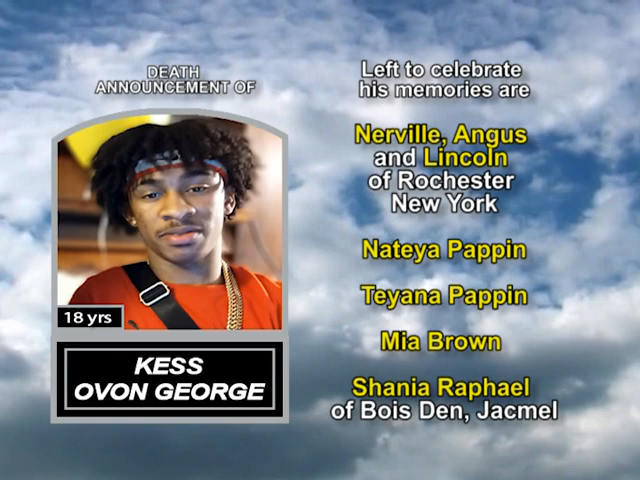 DEATH
ANNOUNCEMENT OF
18 yrs
KESS
OVON GEORGE
Left to celebrate
his memories are
Nerville, Angus
and Lincoln
of Rochester
New York
Nateya Pappin
Teyana Pappin
Mia Brown
Shania Raphael
of Bois Den, Jacmel